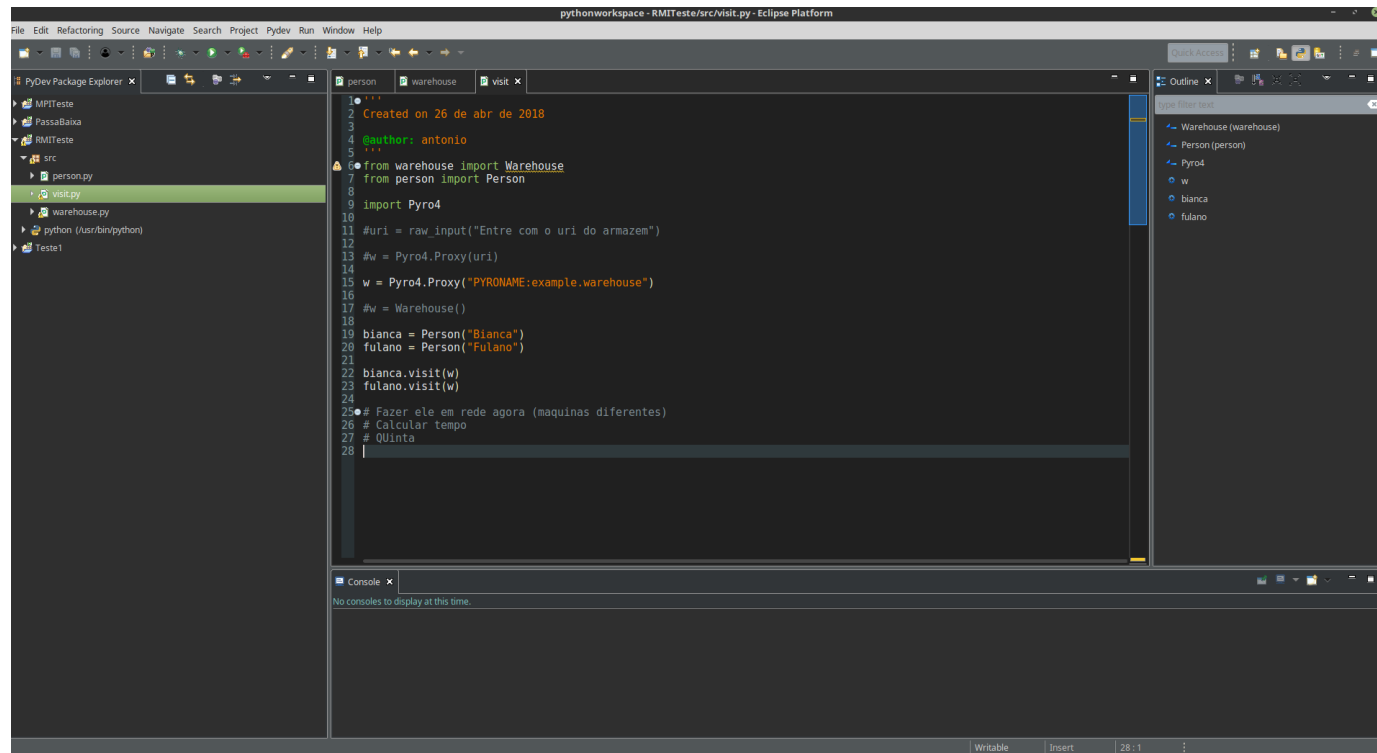 pythonworkspace - RMITeste/src/visit.py - Eclipse Platform
File Edit Refactoring Source Navigate Search Project Pydev Run Window Help
Quick Access
PyDev Package Explorer
MPITeste
PassaBaixa
RMITeste
src
person.py
visit.py
warehouse.py
python (/usr/bin/python)
Teste1
person warehouse visit
1 '''
2 Created on 26 de abr de 2018
3
4 @author: antonio
5 '''
6 from warehouse import Warehouse
7 from person import Person
8
9 import Pyro4
10
11 #uri = raw_input("Entre com o uri do armazem")
12
13 #w = Pyro4.Proxy(uri)
14
15 w = Pyro4.Proxy("PYRONAME:example.warehouse")
16
17 #w = Warehouse()
18
19 bianca = Person("Bianca")
20 fulano = Person("Fulano")
21
22 bianca.visit(w)
23 fulano.visit(w)
24
25 # Fazer ele em rede agora (maquinas diferentes)
26 # Calcular tempo
27 # QUinta
28
Outline
type filter text
Warehouse (warehouse)
Person (person)
Pyro4
w
bianca
fulano
Console
No consoles to display at this time.
Writable Insert 28 : 1